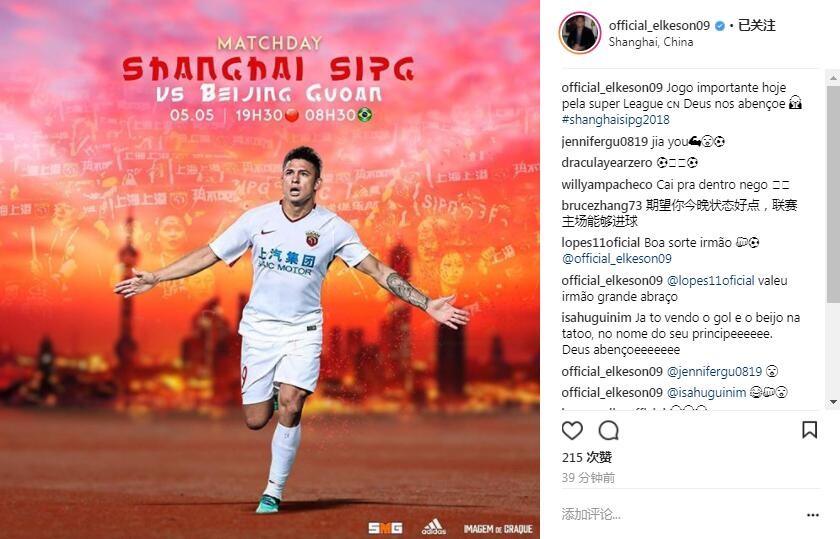 MATCHDAY
SHANGHAI SIPG
VS BEIJING GUOAN
05.05 | 19H30🔴 08H30🇧🇷
上汽集团
SAIC MOTOR
9
SMG
adidas
IMAGEM DE CRAQUE
official_elkeson09 • 已关注
Shanghai, China
official_elkeson09 Jogo importante hoje
pela super League ᴄɴ Deus nos abençoe
#shanghaisipg2018
jennifergu0819 jia you
draculayearzero ⚽⚽
willyampacheco Cai pra dentro nego
brucezhang73 期望你今晚状态好点，联赛
主场能够进球
lopes11oficial Boa sorte irmão ⚽
@official_elkeson09
official_elkeson09 @lopes11oficial valeu
irmão grande abraço
isahuguinim Ja to vendo o gol e o beijo na
tatoo, no nome do seu principeeeeee.
Deus abençoeeeeeee
official_elkeson09 @jennifergu0819
official_elkeson09 @isahuguinim
215 次赞
39 分钟前
添加评论...